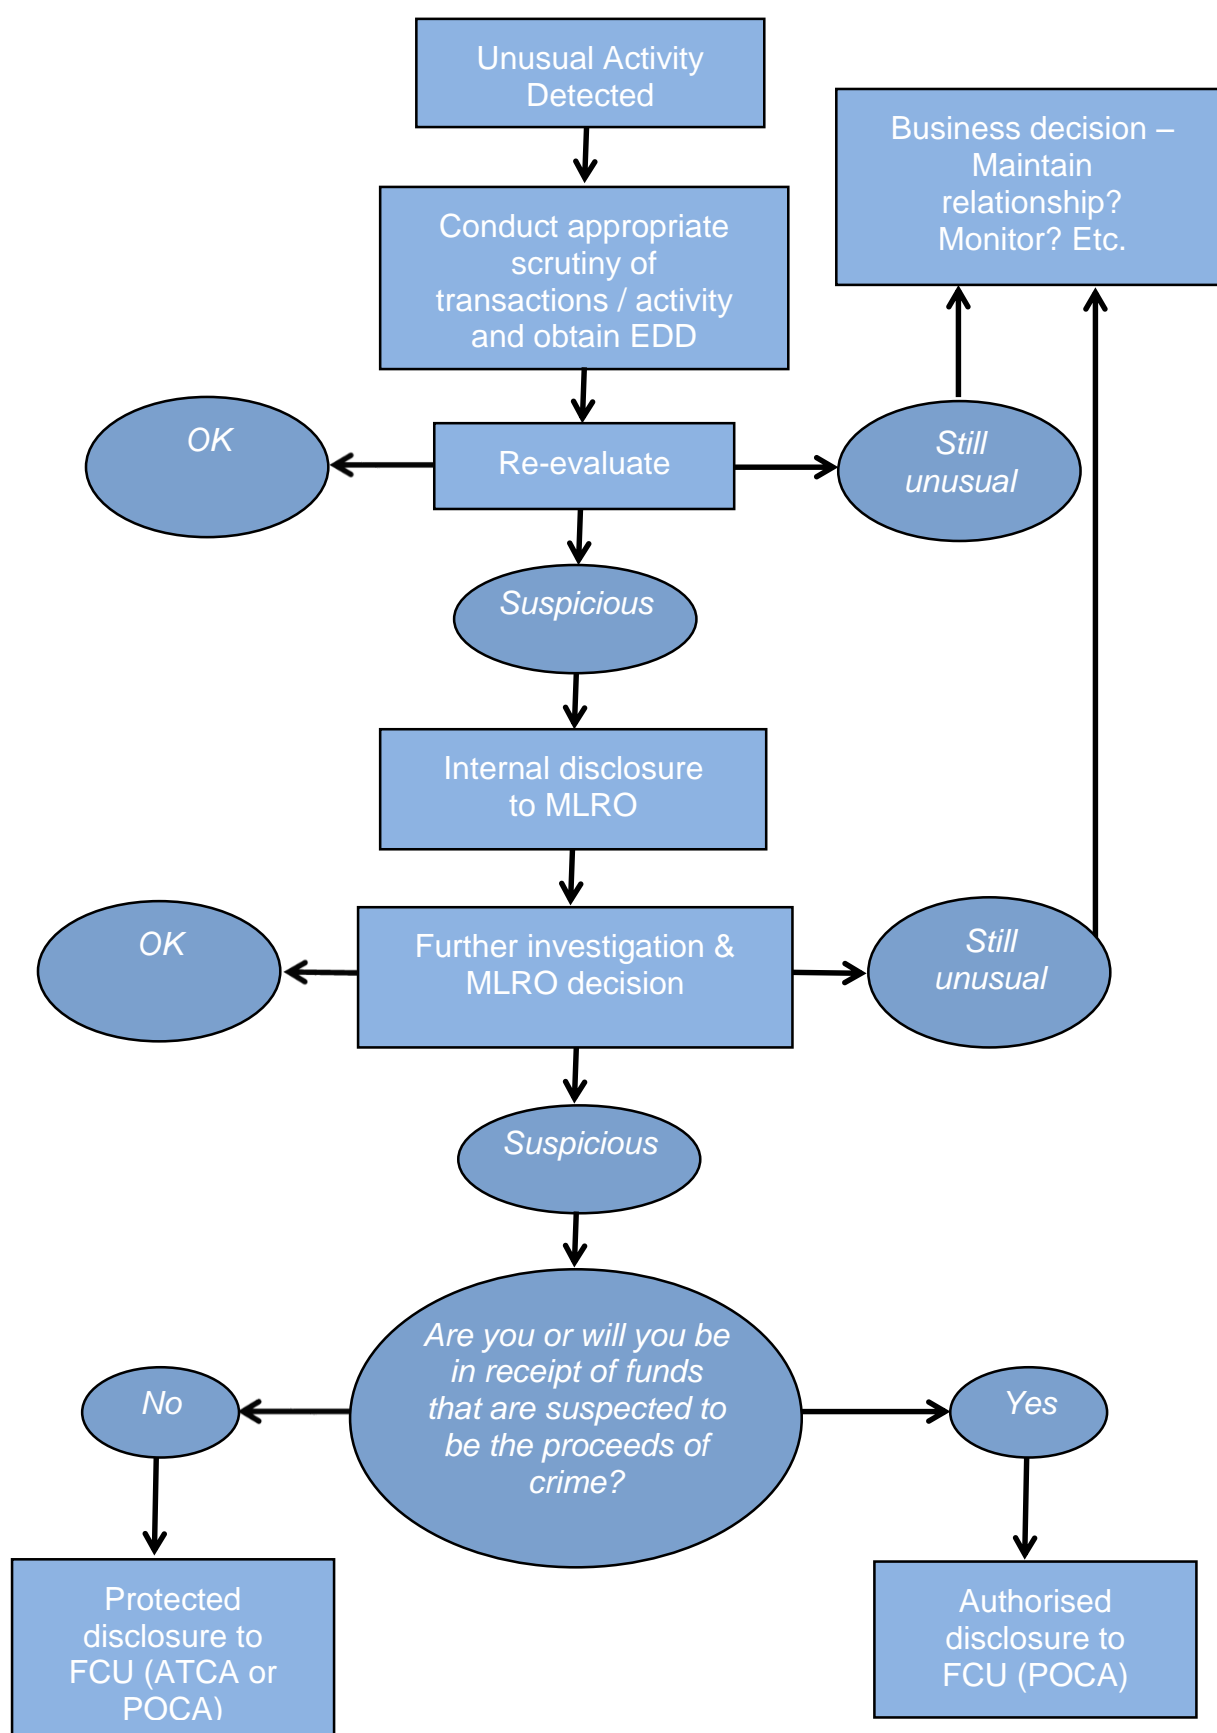 Unusual Activity
Detected
Business decision –
Maintain
relationship?
Monitor? Etc.
Conduct appropriate
scrutiny of
transactions / activity
and obtain EDD
OK
Re-evaluate
Still
unusual
Suspicious
Internal disclosure
to MLRO
OK
Further investigation &
MLRO decision
Still
unusual
Suspicious
Are you or will you be
in receipt of funds
that are suspected to
be the proceeds of
crime?
No
Yes
Protected
disclosure to
FCU (ATCA or
POCA)
Authorised
disclosure to
FCU (POCA)